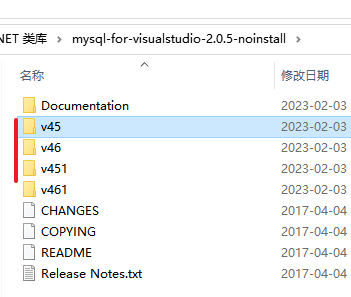 NET 类库 › mysql-for-visualstudio-2.0.5-noinstall ›
名称 修改日期
Documentation 2023-02-03
v45 2023-02-03
v46 2023-02-03
v451 2023-02-03
v461 2023-02-03
CHANGES 2017-04-04
COPYING 2017-04-04
README 2017-04-04
Release Notes.txt 2017-04-04